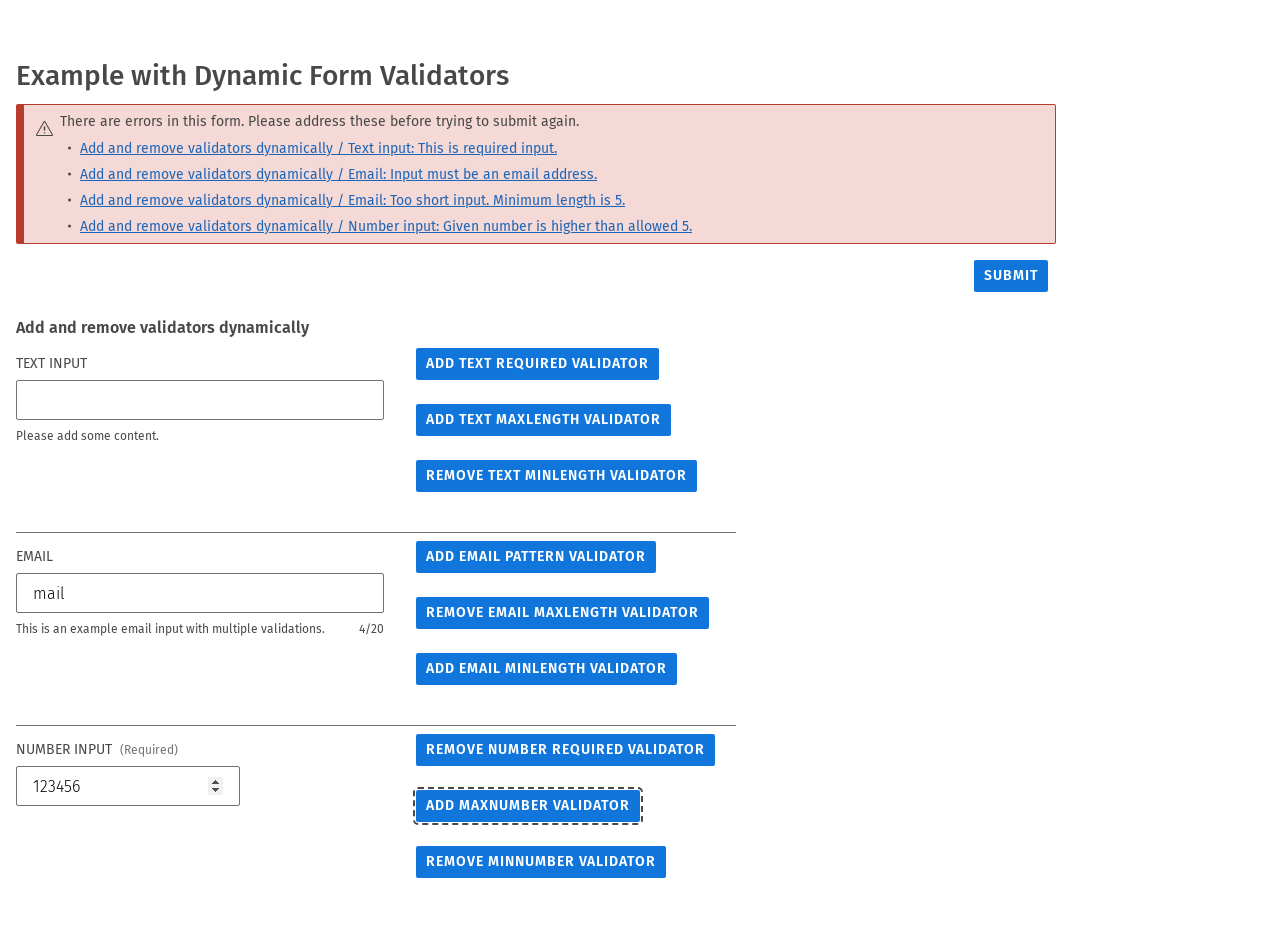 Example with Dynamic Form Validators
There are errors in this form. Please address these before trying to submit again.
• Add and remove validators dynamically / Text input: This is required input.
• Add and remove validators dynamically / Email: Input must be an email address.
• Add and remove validators dynamically / Email: Too short input. Minimum length is 5.
• Add and remove validators dynamically / Number input: Given number is higher than allowed 5.
SUBMIT
Add and remove validators dynamically
TEXT INPUT
ADD TEXT REQUIRED VALIDATOR
ADD TEXT MAXLENGTH VALIDATOR
Please add some content.
REMOVE TEXT MINLENGTH VALIDATOR
EMAIL
ADD EMAIL PATTERN VALIDATOR
mail
REMOVE EMAIL MAXLENGTH VALIDATOR
This is an example email input with multiple validations. 4/20
ADD EMAIL MINLENGTH VALIDATOR
NUMBER INPUT (Required)
REMOVE NUMBER REQUIRED VALIDATOR
123456
ADD MAXNUMBER VALIDATOR
REMOVE MINNUMBER VALIDATOR